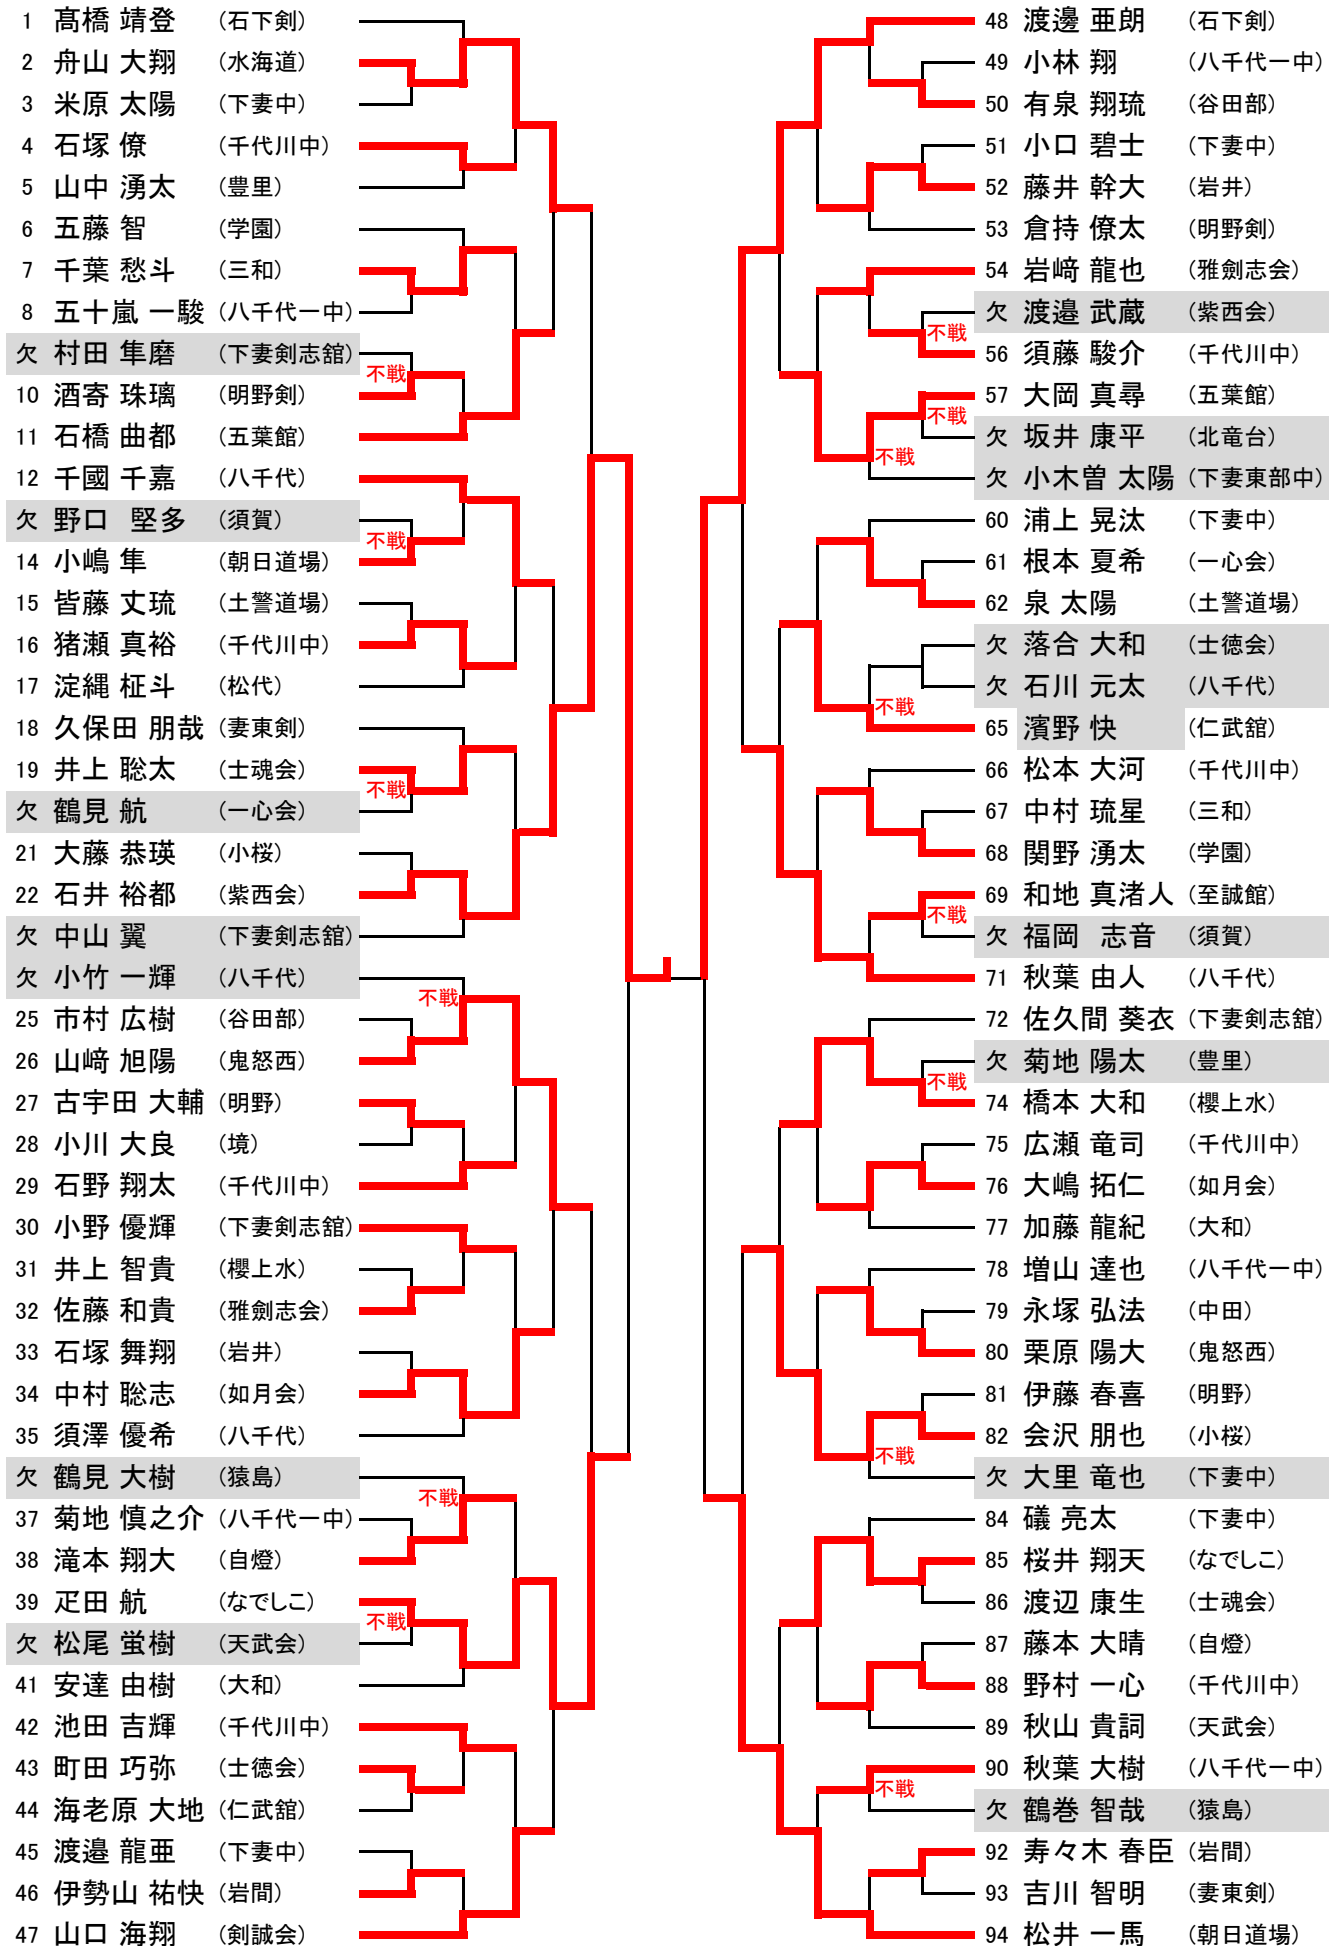 1 髙橋 靖登 （石下剣）
2 舟山 大翔 （水海道）
3 米原 太陽 （下妻中）
4 石塚 僚 （千代川中）
5 山中 湧太 （豊里）
6 五藤 智 （学園）
7 千葉 愁斗 （三和）
8 五十嵐 一駿 （八千代一中）
欠 村田 隼磨 （下妻剣志舘）
不戦
10 酒寄 珠璃 （明野剣）
11 石橋 曲都 （五葉館）
12 千國 千嘉 （八千代）
欠 野口 堅多 （須賀）
不戦
14 小嶋 隼 （朝日道場）
15 皆藤 丈琉 （土警道場）
16 猪瀬 真裕 （千代川中）
17 淀縄 柾斗 （松代）
18 久保田 朋哉 （妻東剣）
19 井上 聡太 （士魂会）
不戦
欠 鶴見 航 （一心会）
21 大藤 恭瑛 （小桜）
22 石井 裕都 （紫西会）
欠 中山 翼 （下妻剣志舘）
欠 小竹 一輝 （八千代）
不戦
25 市村 広樹 （谷田部）
26 山﨑 旭陽 （鬼怒西）
27 古宇田 大輔 （明野）
28 小川 大良 （境）
29 石野 翔太 （千代川中）
30 小野 優輝 （下妻剣志舘）
31 井上 智貴 （櫻上水）
32 佐藤 和貴 （雅劍志会）
33 石塚 舞翔 （岩井）
34 中村 聡志 （如月会）
35 須澤 優希 （八千代）
欠 鶴見 大樹 （猿島）
不戦
37 菊地 慎之介 （八千代一中）
38 滝本 翔大 （自燈）
39 疋田 航 （なでしこ）
不戦
欠 松尾 蛍樹 （天武会）
41 安達 由樹 （大和）
42 池田 吉輝 （千代川中）
43 町田 巧弥 （士徳会）
44 海老原 大地 （仁武舘）
45 渡邉 龍亜 （下妻中）
46 伊勢山 祐快 （岩間）
47 山口 海翔 （剣誠会）
48 渡邊 亜朗 （石下剣）
49 小林 翔 （八千代一中）
50 有泉 翔琉 （谷田部）
51 小口 碧士 （下妻中）
52 藤井 幹大 （岩井）
53 倉持 僚太 （明野剣）
54 岩﨑 龍也 （雅劍志会）
欠 渡邉 武蔵 （紫西会）
不戦
56 須藤 駿介 （千代川中）
57 大岡 真尋 （五葉館）
不戦
欠 坂井 康平 （北竜台）
不戦
欠 小木曽 太陽 （下妻東部中）
60 浦上 晃汰 （下妻中）
61 根本 夏希 （一心会）
62 泉 太陽 （土警道場）
欠 落合 大和 （士徳会）
欠 石川 元太 （八千代）
不戦
65 濱野 快 （仁武舘）
66 松本 大河 （千代川中）
67 中村 琉星 （三和）
68 関野 湧太 （学園）
69 和地 真渚人 （至誠館）
不戦
欠 福岡 志音 （須賀）
71 秋葉 由人 （八千代）
72 佐久間 葵衣 （下妻剣志舘）
欠 菊地 陽太 （豊里）
不戦
74 橋本 大和 （櫻上水）
75 広瀬 竜司 （千代川中）
76 大嶋 拓仁 （如月会）
77 加藤 龍紀 （大和）
78 増山 達也 （八千代一中）
79 永塚 弘法 （中田）
80 栗原 陽大 （鬼怒西）
81 伊藤 春喜 （明野）
82 会沢 朋也 （小桜）
不戦
欠 大里 竜也 （下妻中）
84 礒 亮太 （下妻中）
85 桜井 翔天 （なでしこ）
86 渡辺 康生 （士魂会）
87 藤本 大晴 （自燈）
88 野村 一心 （千代川中）
89 秋山 貴詞 （天武会）
90 秋葉 大樹 （八千代一中）
不戦
欠 鶴巻 智哉 （猿島）
92 寿々木 春臣 （岩間）
93 吉川 智明 （妻東剣）
94 松井 一馬 （朝日道場）